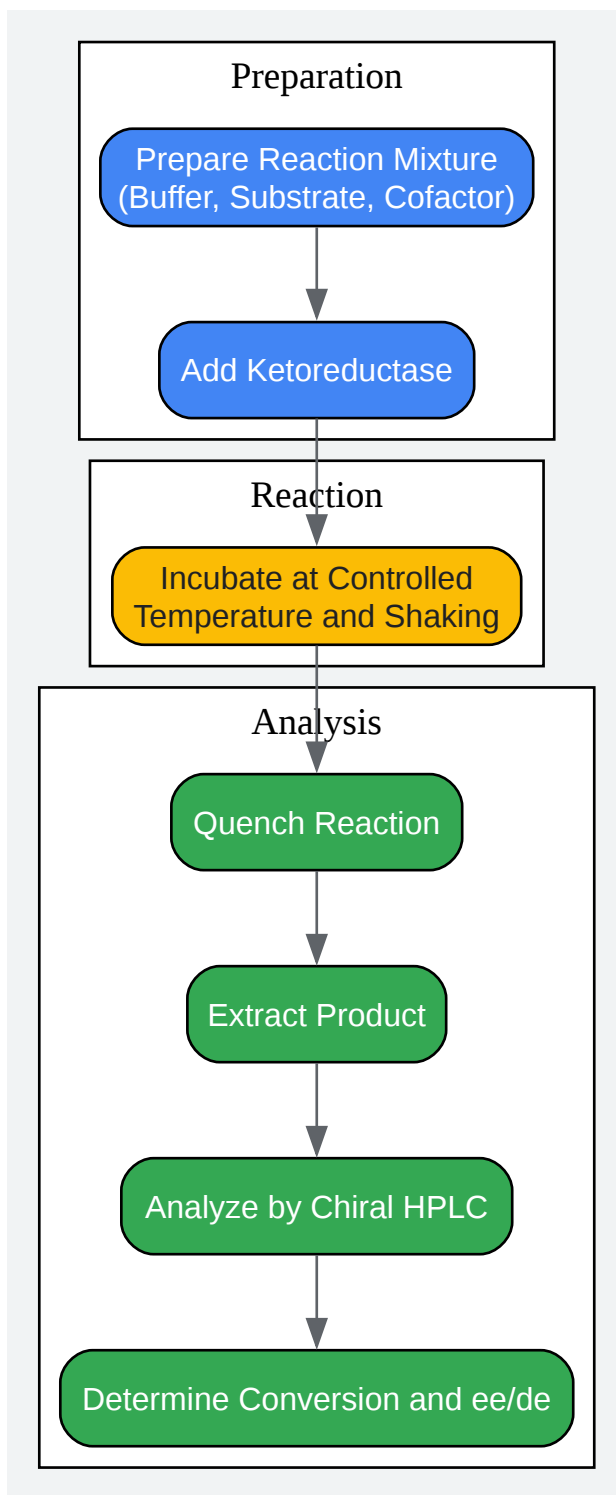 Preparation
Prepare Reaction Mixture
(Buffer, Substrate, Cofactor)
Add Ketoreductase
Reaction
Incubate at Controlled
Temperature and Shaking
Analysis
Quench Reaction
Extract Product
Analyze by Chiral HPLC
Determine Conversion and ee/de